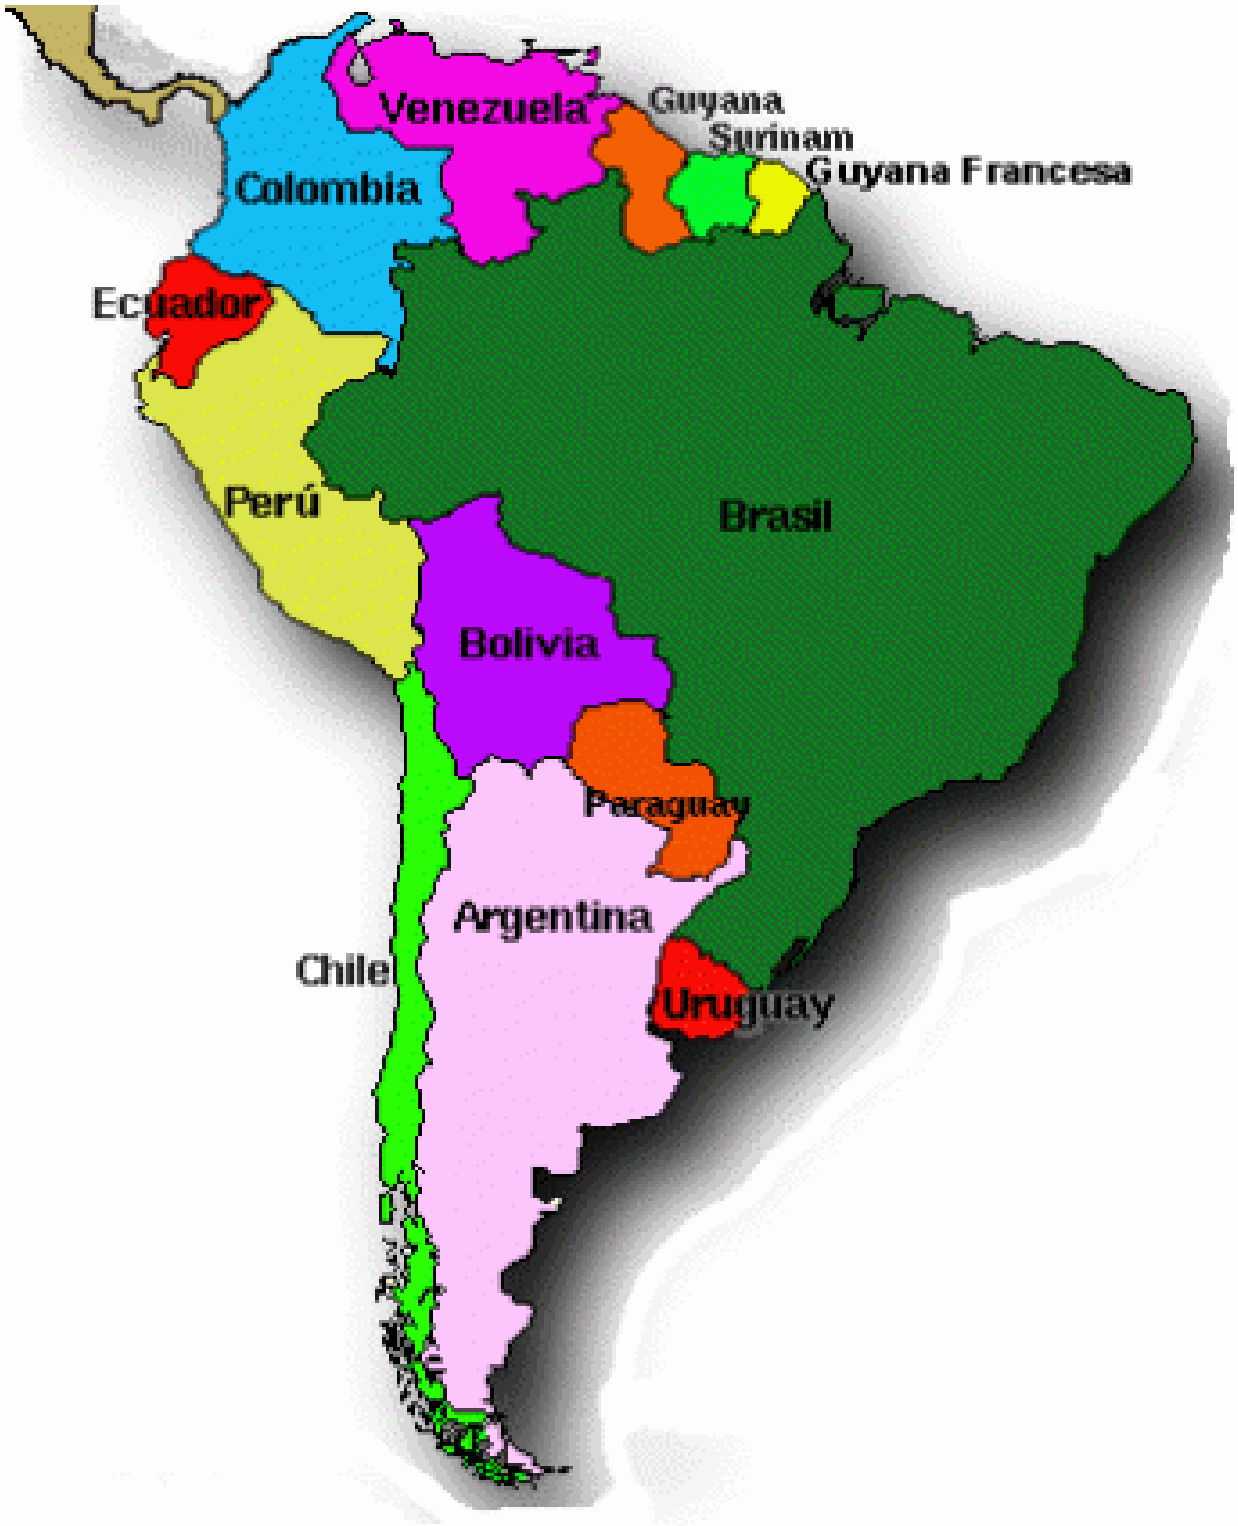 Venezuela
Guyana
Surinam
Guyana Francesa
Colombia
Ecuador
Perú
Brasil
Bolivia
Paraguay
Argentina
Chile
Uruguay